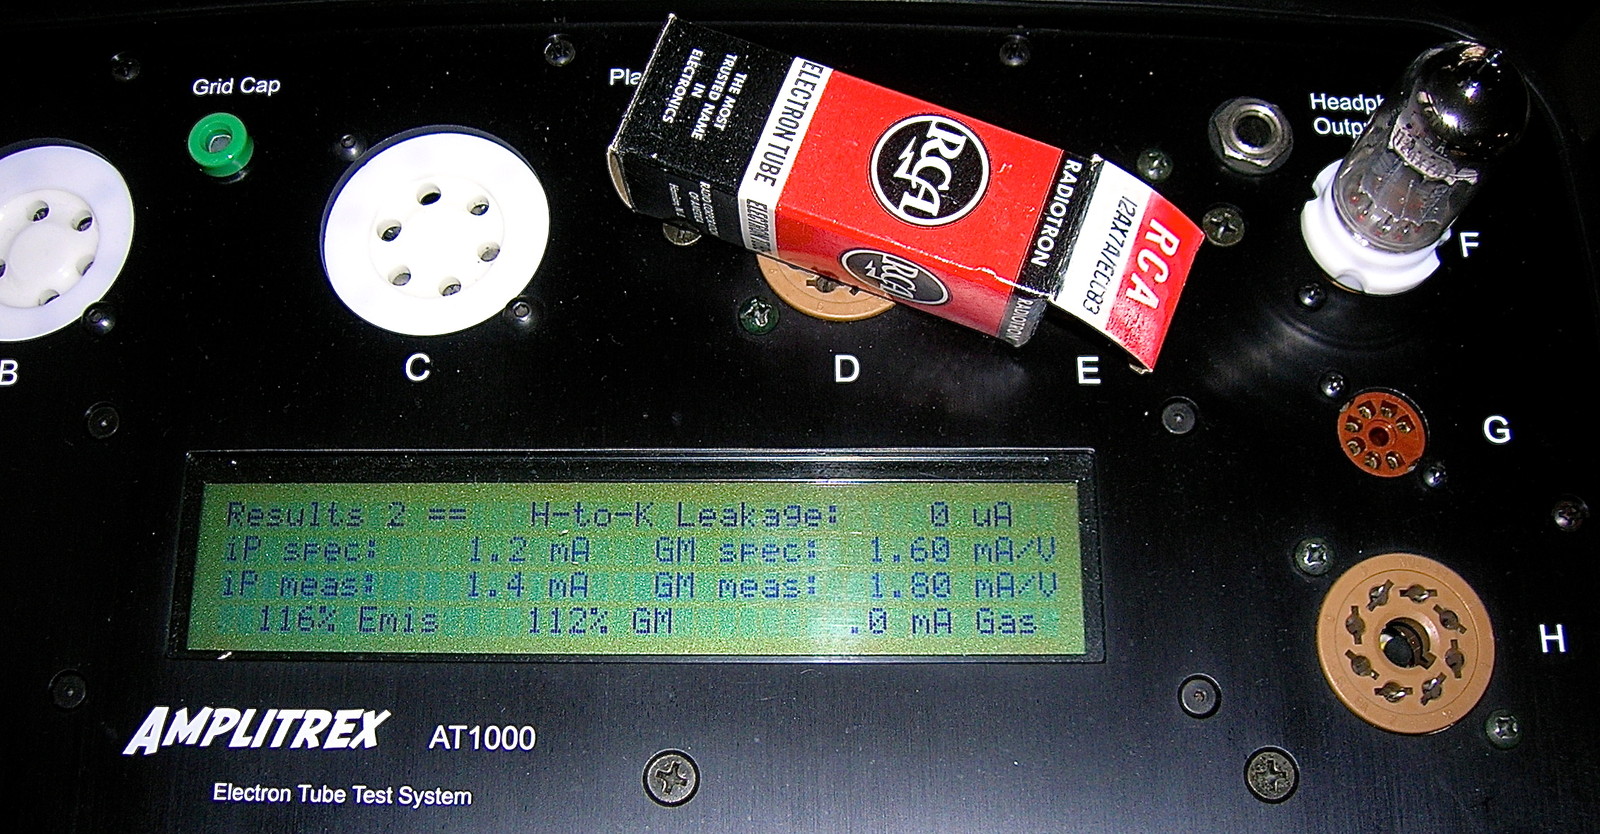 Grid Cap
Pla
Headph
Outpu
THE MOST
TRUSTED NAME
IN
ELECTRONICS
ELECTRON TUBE
RCA
RADIOTRON
12AX7A/ECC83
RCA
ELECTRON TUBE
RCA
RADIOTRON
B
C
D
E
F
G
H
Results 2 == H-to-K Leakage: 0 uA
iP spec: 1.2 mA GM spec: 1.60 mA/V
iP meas: 1.4 mA GM meas: 1.80 mA/V
116% Emis 112% GM .0 mA Gas
AMPLITREX AT1000
Electron Tube Test System